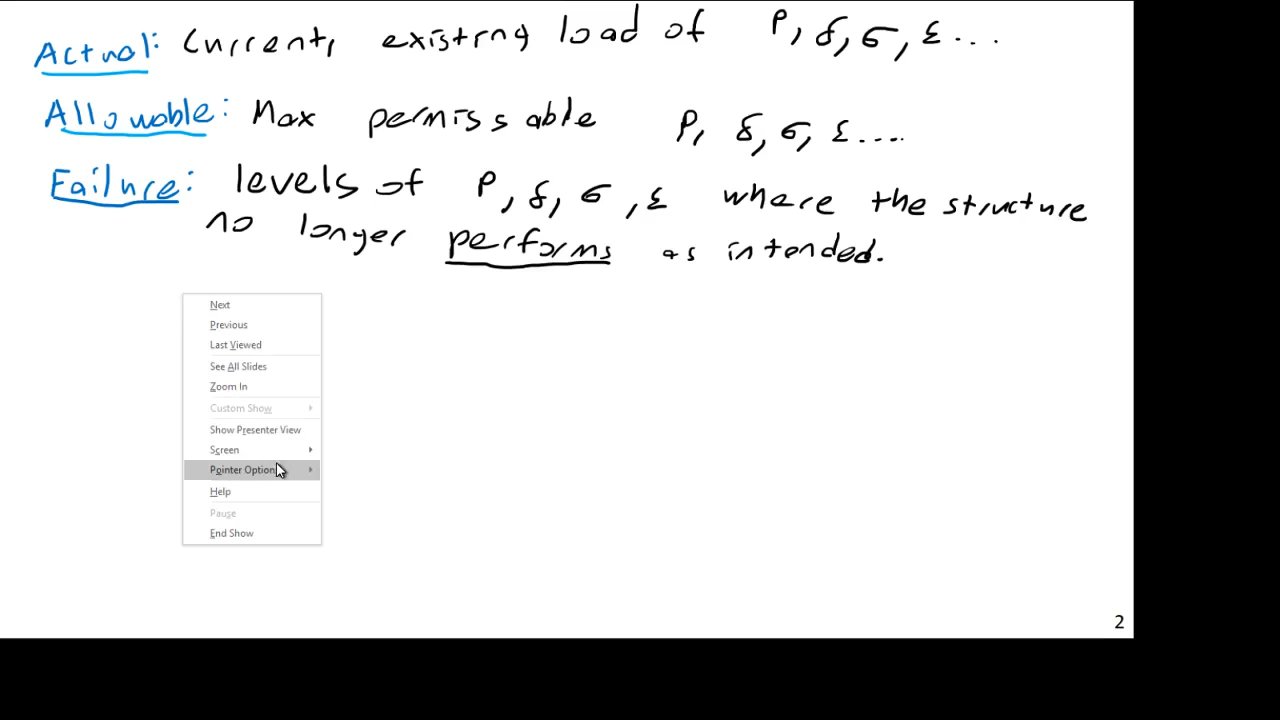 Actual: Current, existing load of P, δ, σ, ε...
Allowable: Max permissable P, δ, σ, ε....
Failure: levels of P, δ, σ, ε where the structure
no longer performs as intended.
Next
Previous
Last Viewed
See All Slides
Zoom In
Custom Show
Show Presenter View
Screen
Pointer Option
Help
Pause
End Show
2